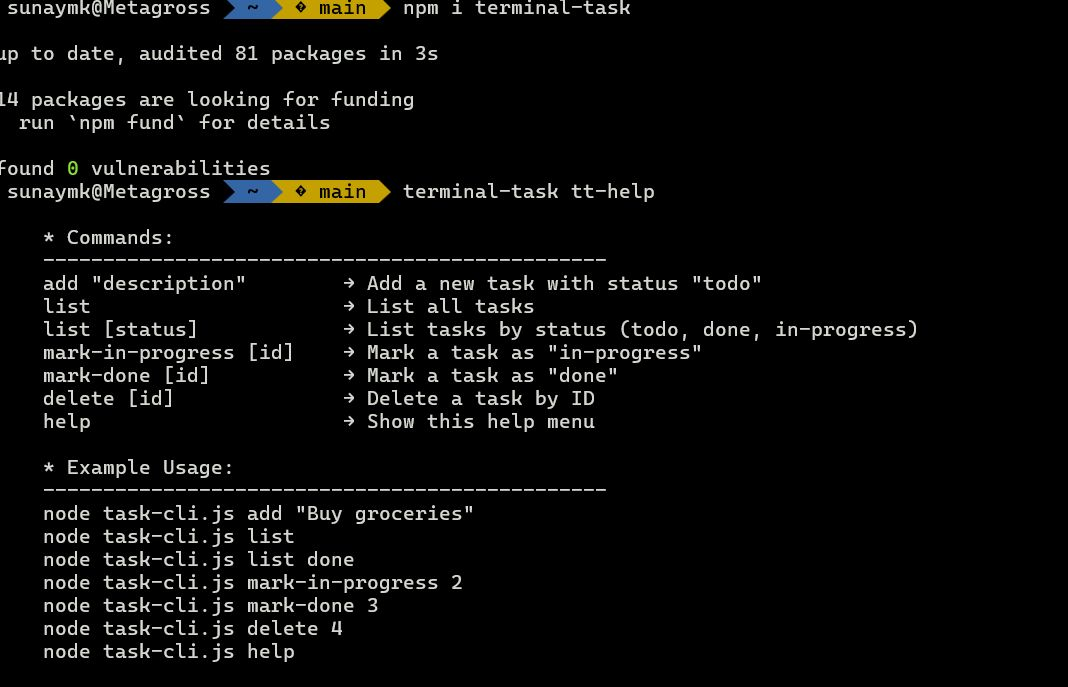 sunaymk@Metagross ~ � main npm i terminal-task
up to date, audited 81 packages in 3s
14 packages are looking for funding
run `npm fund` for details
found 0 vulnerabilities
sunaymk@Metagross ~ � main terminal-task tt-help
* Commands:
-----------------------------------------------
add "description" → Add a new task with status "todo"
list → List all tasks
list [status] → List tasks by status (todo, done, in-progress)
mark-in-progress [id] → Mark a task as "in-progress"
mark-done [id] → Mark a task as "done"
delete [id] → Delete a task by ID
help → Show this help menu
* Example Usage:
-----------------------------------------------
node task-cli.js add "Buy groceries"
node task-cli.js list
node task-cli.js list done
node task-cli.js mark-in-progress 2
node task-cli.js mark-done 3
node task-cli.js delete 4
node task-cli.js help